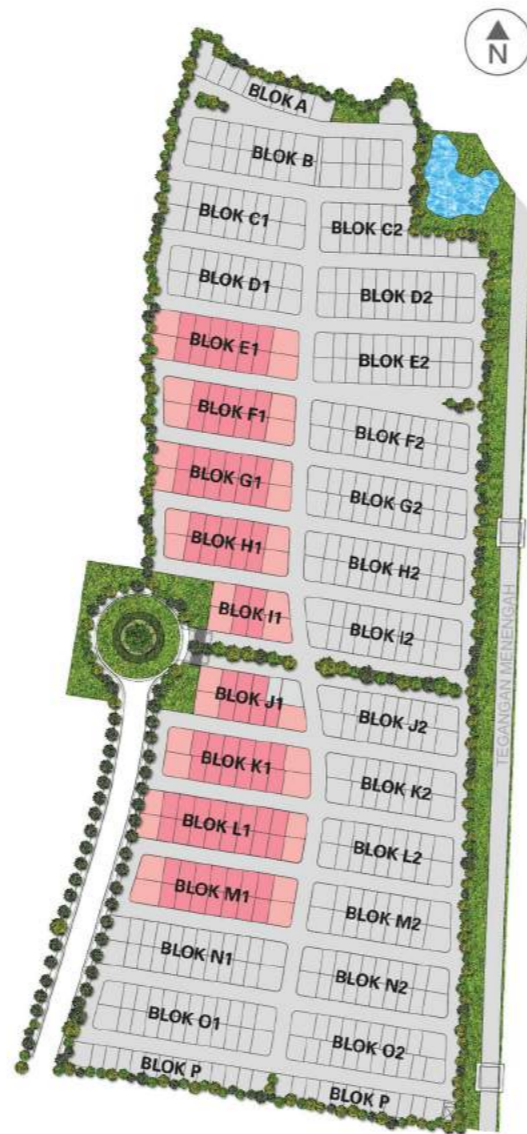 N
BLOK A
BLOK B
BLOK C1
BLOK C2
BLOK D1
BLOK D2
BLOK E1
BLOK E2
BLOK F1
BLOK F2
BLOK G1
BLOK G2
BLOK H1
BLOK H2
BLOK I1
BLOK I2
TEGANGAN MENENGAH
BLOK J1
BLOK J2
BLOK K1
BLOK K2
BLOK L1
BLOK L2
BLOK M1
BLOK M2
BLOK N1
BLOK N2
BLOK O1
BLOK O2
BLOK P
BLOK P